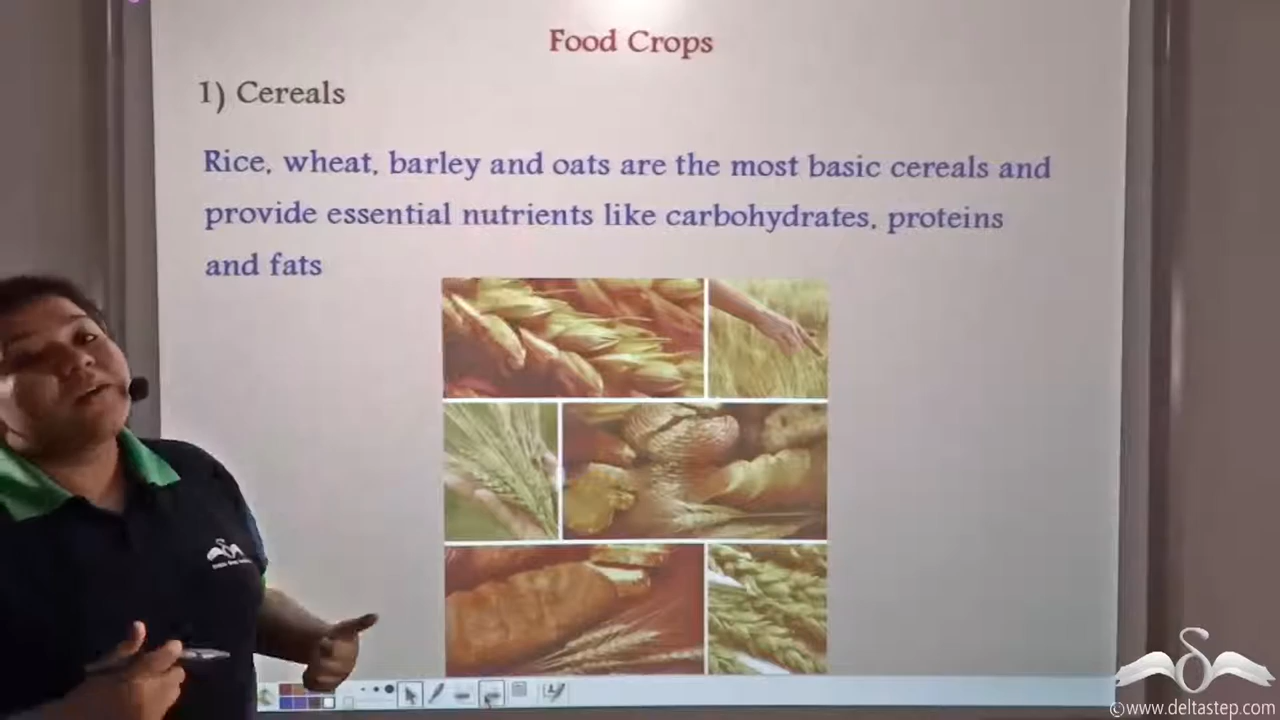 Food Crops
1) Cereals
Rice, wheat, barley and oats are the most basic cereals and
provide essential nutrients like carbohydrates, proteins
and fats
©www.deltastep.com